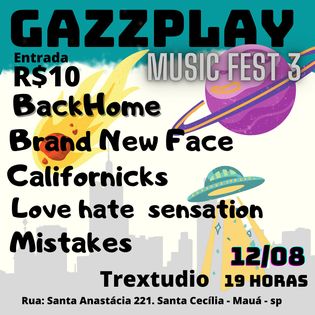 GAZZPLAY
MUSIC FEST 3
Entrada
R$10
BackHome
Brand New Face
Californicks
Love hate sensation
Mistakes
12/08
Trextudio 19 HORAS
Rua: Santa Anastácia 221. Santa Cecília - Mauá - sp